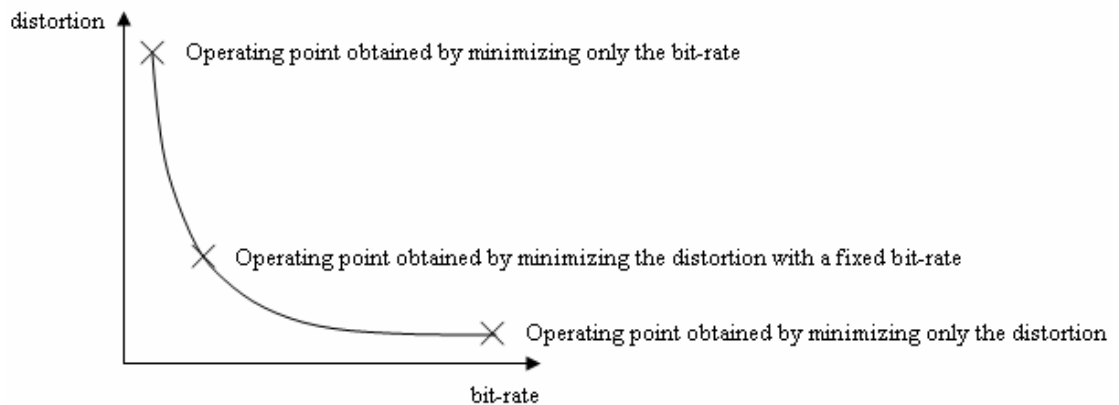 distortion
Operating point obtained by minimizing only the bit-rate
Operating point obtained by minimizing the distortion with a fixed bit-rate
Operating point obtained by minimizing only the distortion
bit-rate